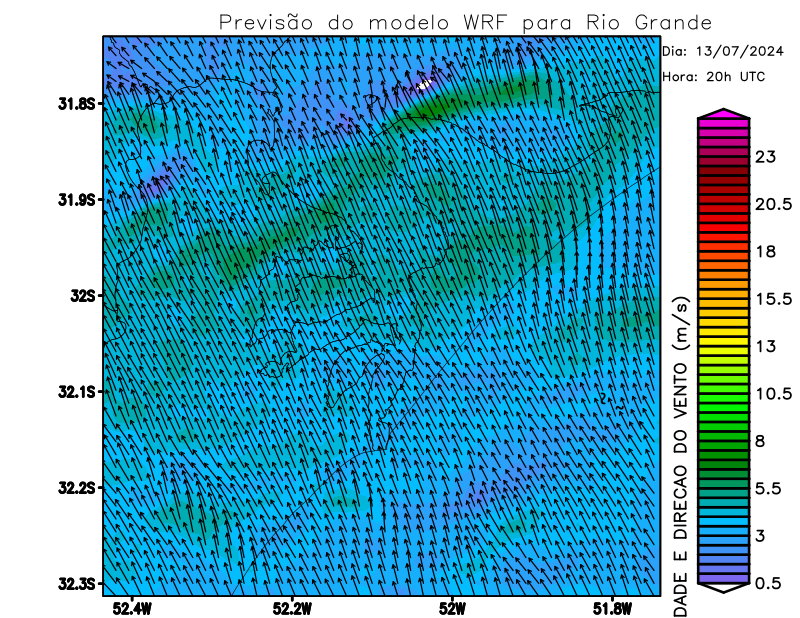 Previsão do modelo WRF para Rio Grande
Dia: 13/07/2024
Hora: 20h UTC
31.8S
31.9S
32S
32.1S
32.2S
32.3S
52.4W
52.2W
52W
51.8W
DADE E DIRECAO DO VENTO (m/s)
23
20.5
18
15.5
13
10.5
8
5.5
3
0.5